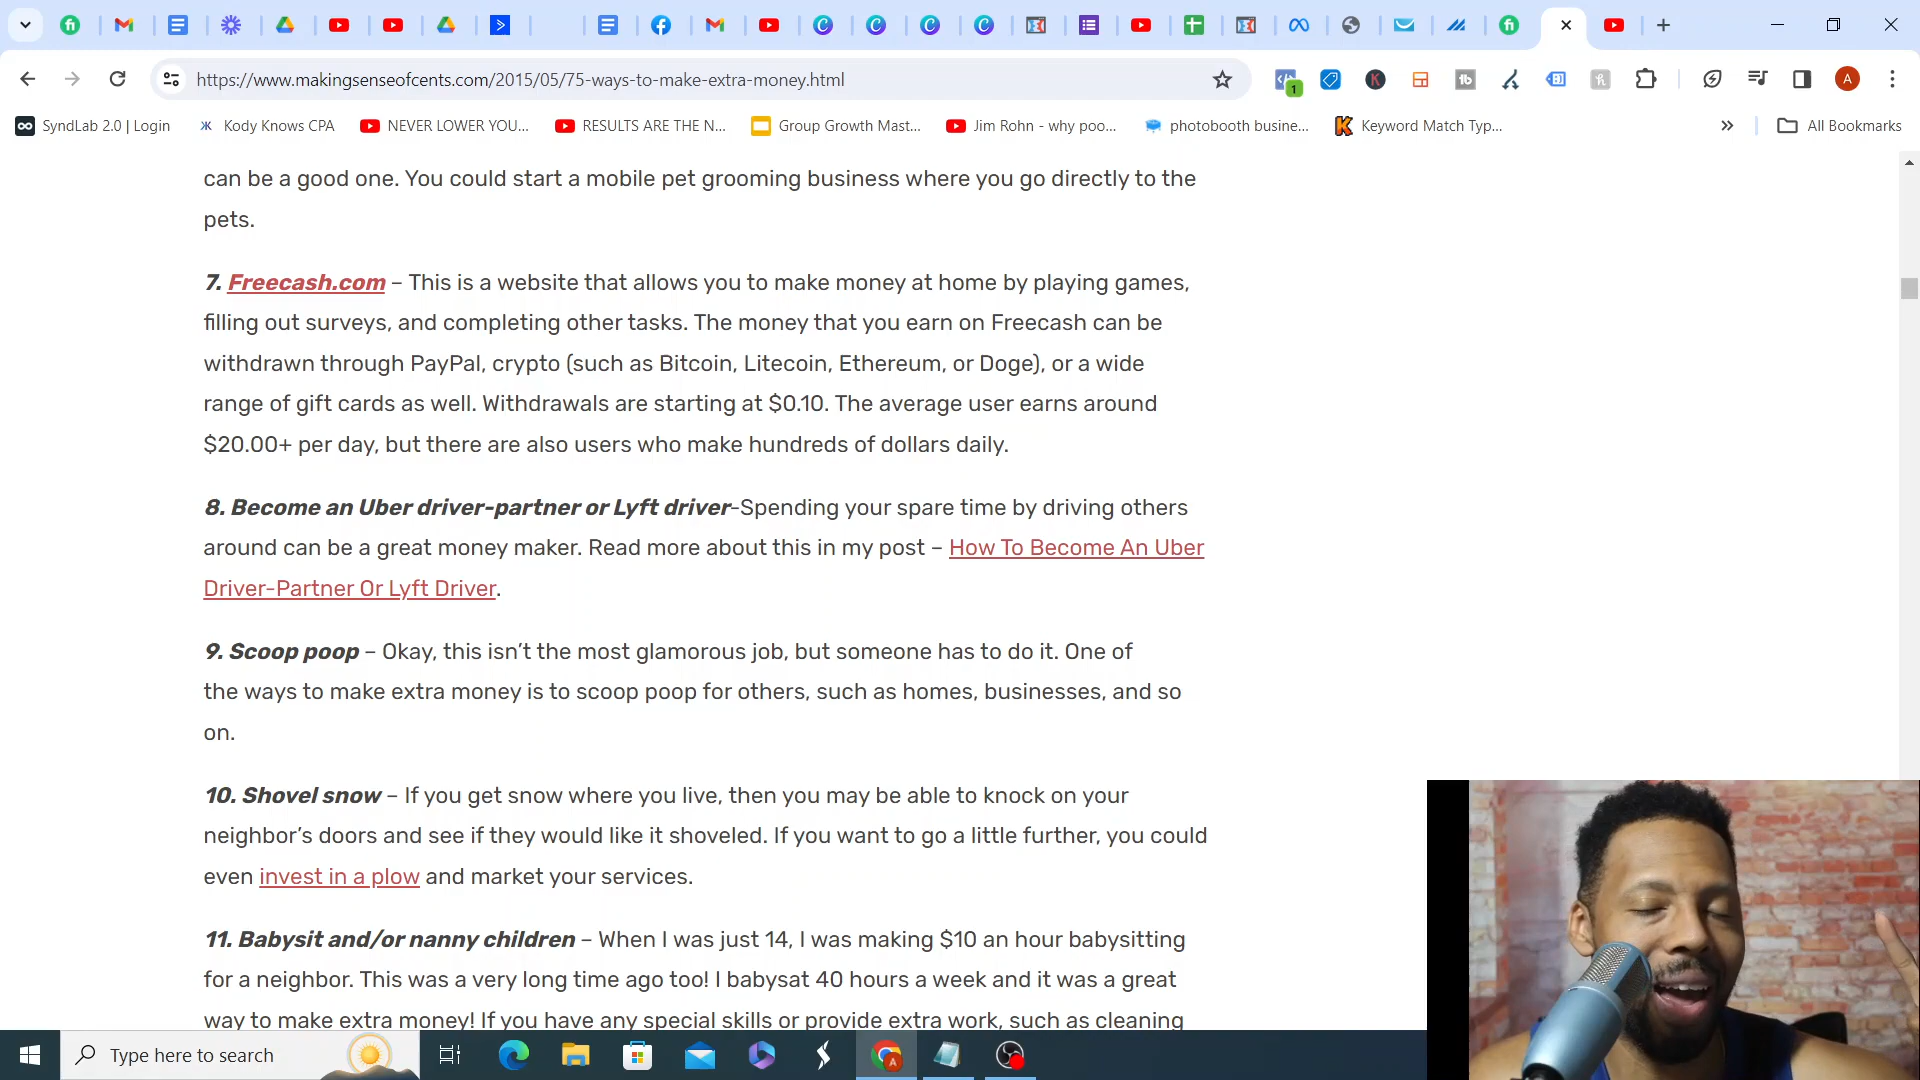 https://www.makingsenseofcents.com/2015/05/75-ways-to-make-extra-money.html
1
A
SyndLab 2.0 | Login
Kody Knows CPA
NEVER LOWER YOU...
RESULTS ARE THE N...
Group Growth Mast...
Jim Rohn - why poo...
photobooth busine...
Keyword Match Typ...
All Bookmarks
can be a good one. You could start a mobile pet grooming business where you go directly to the
pets.
7. Freecash.com – This is a website that allows you to make money at home by playing games,
filling out surveys, and completing other tasks. The money that you earn on Freecash can be
withdrawn through PayPal, crypto (such as Bitcoin, Litecoin, Ethereum, or Doge), or a wide
range of gift cards as well. Withdrawals are starting at $0.10. The average user earns around
$20.00+ per day, but there are also users who make hundreds of dollars daily.
8. Become an Uber driver-partner or Lyft driver-Spending your spare time by driving others
around can be a great money maker. Read more about this in my post – How To Become An Uber
Driver-Partner Or Lyft Driver.
9. Scoop poop – Okay, this isn't the most glamorous job, but someone has to do it. One of
the ways to make extra money is to scoop poop for others, such as homes, businesses, and so
on.
10. Shovel snow – If you get snow where you live, then you may be able to knock on your
neighbor's doors and see if they would like it shoveled. If you want to go a little further, you could
even invest in a plow and market your services.
11. Babysit and/or nanny children – When I was just 14, I was making $10 an hour babysitting
for a neighbor. This was a very long time ago too! I babysat 40 hours a week and it was a great
way to make extra money! If you have any special skills or provide extra work, such as cleaning
Type here to search